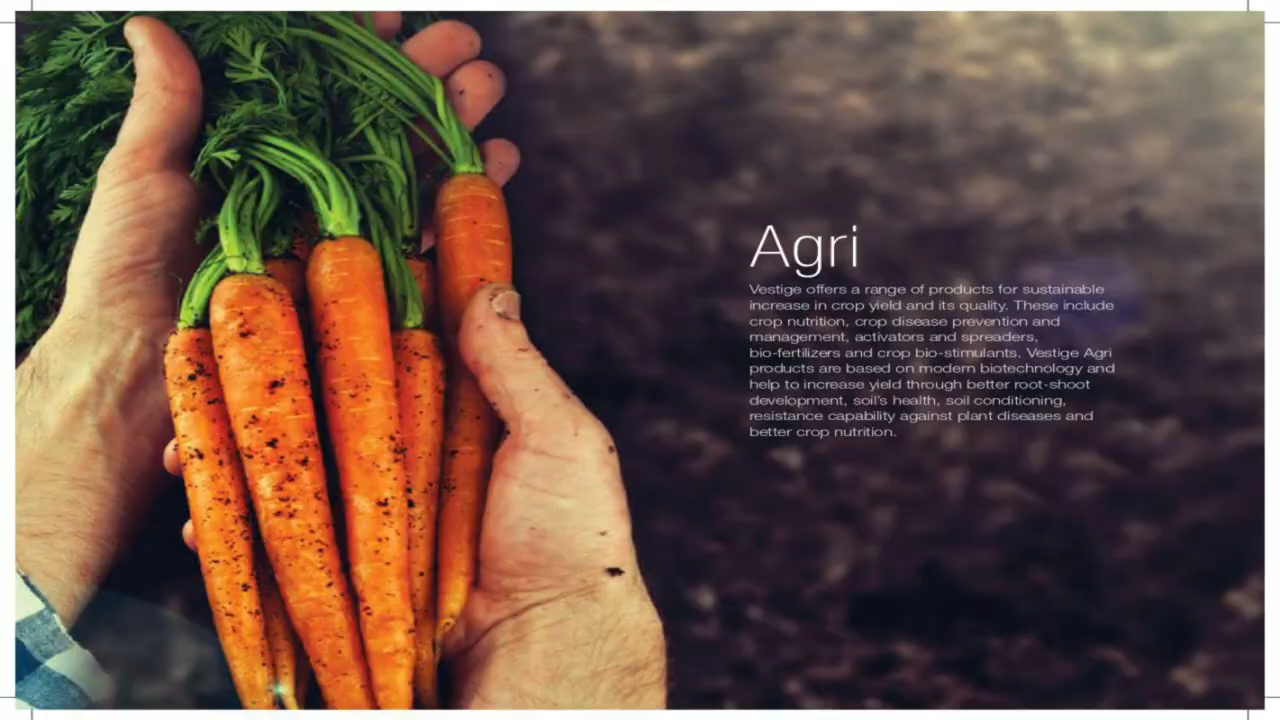 Agri
Vestige offers a range of products for sustainable
increase in crop yield and its quality. These include
crop nutrition, crop disease prevention and
management, activators and spreaders,
bio-fertilizers and crop bio-stimulants. Vestige Agri
products are based on modern biotechnology and
help to increase yield through better root-shoot
development, soil's health, soil conditioning,
resistance capability against plant diseases and
better crop nutrition.